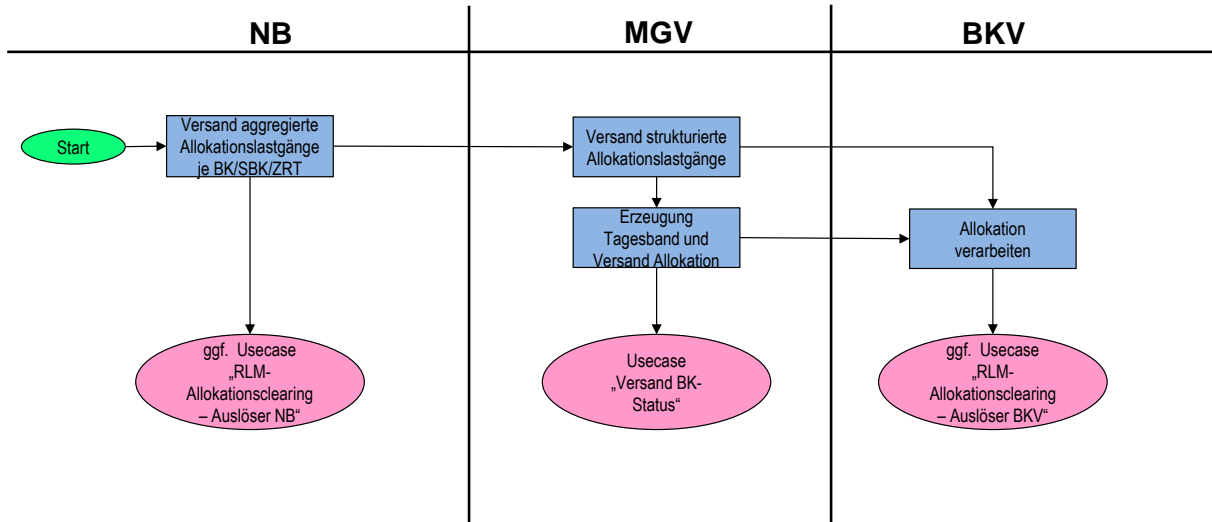 NB
MGV
BKV
Start
Versand aggregierte
Allokationslastgänge
je BK/SBK/ZRT
Versand strukturierte
Allokationslastgänge
Erzeugung
Tagesband und
Versand Allokation
Allokation
verarbeiten
ggf. Usecase
„RLM-
Allokationsclearing
– Auslöser NB“
Usecase
„Versand BK-
Status“
ggf. Usecase
„RLM-
Allokationsclearing
– Auslöser BKV“